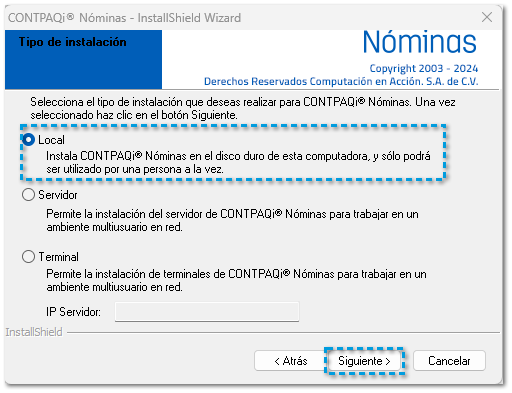 CONTPAQi® Nóminas - InstallShield Wizard
Tipo de instalación
Nóminas
Copyright 2003 - 2024
Derechos Reservados Computación en Acción. S.A. de C.V.
Selecciona el tipo de instalación que deseas realizar para CONTPAQi® Nóminas. Una vez
seleccionado haz clic en el botón Siguiente.
Local
Instala CONTPAQi® Nóminas en el disco duro de esta computadora, y sólo podrá
ser utilizado por una persona a la vez.
Servidor
Permite la instalación del servidor de CONTPAQi® Nóminas para trabajar en un
ambiente multiusuario en red.
Terminal
Permite la instalación de terminales de CONTPAQi® Nóminas para trabajar en un
ambiente multiusuario en red.
IP Servidor:
InstallShield
< Atrás
Siguiente >
Cancelar